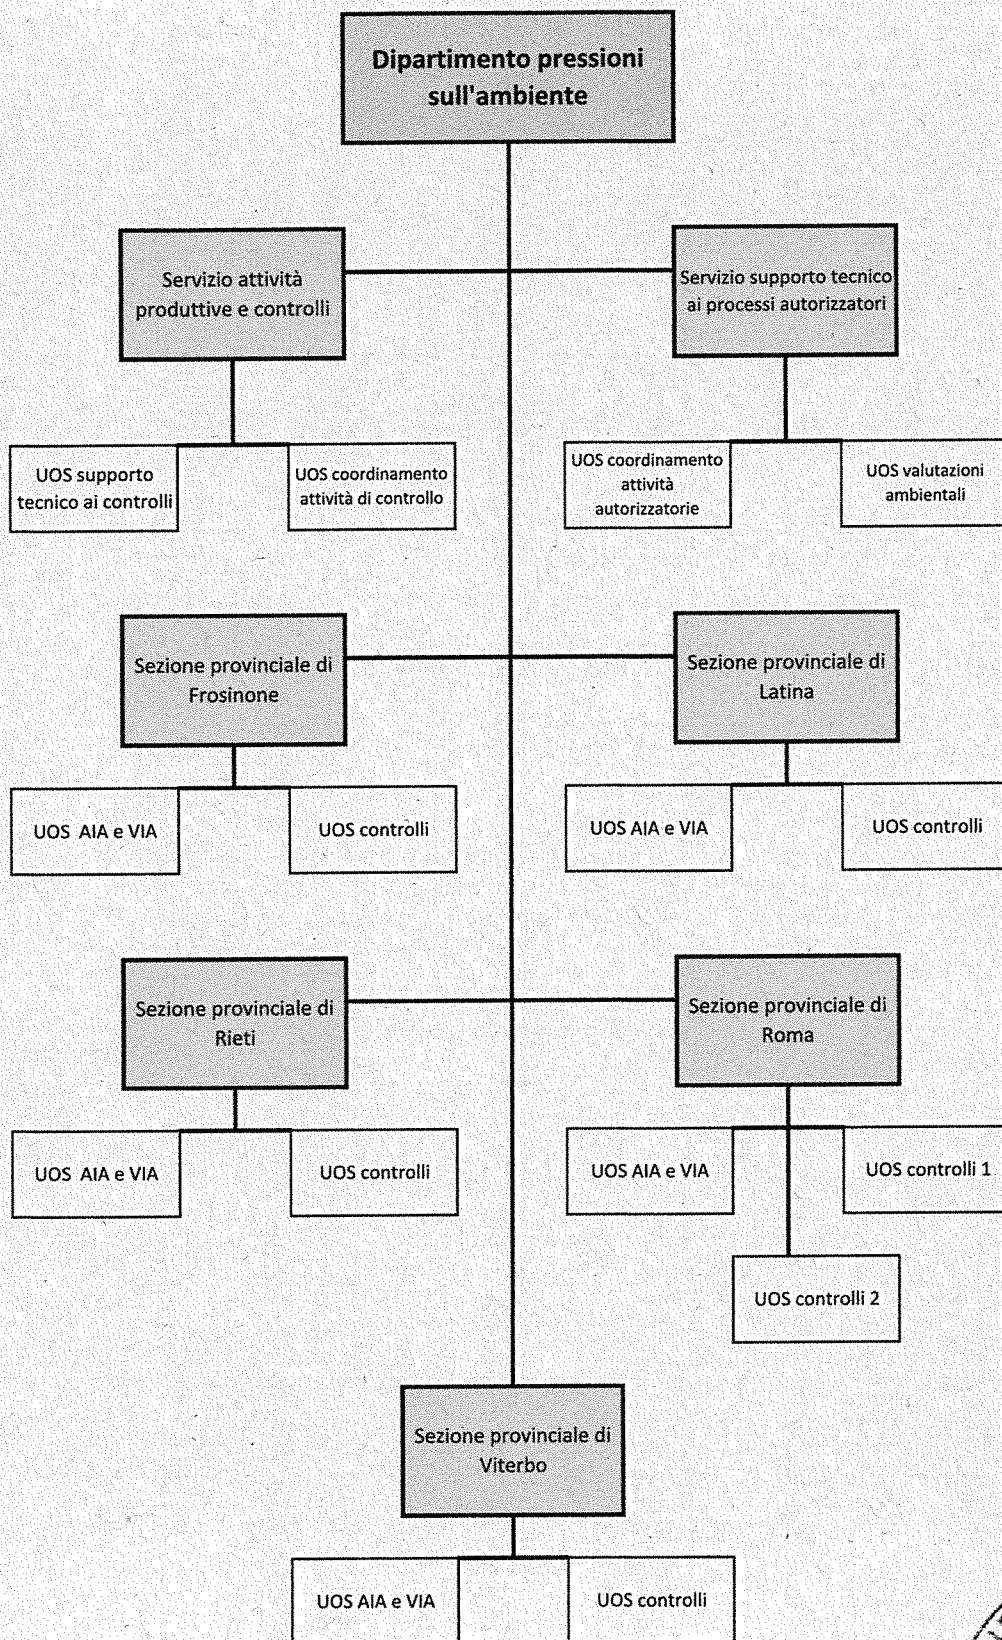 Dipartimento pressioni
sull'ambiente
Servizio attività
produttive e controlli
Servizio supporto tecnico
ai processi autorizzatori
UOS supporto
tecnico ai controlli
UOS coordinamento
attività di controllo
UOS coordinamento
attività
autorizzatorie
UOS valutazioni
ambientali
Sezione provinciale di
Frosinone
Sezione provinciale di
Latina
UOS AIA e VIA
UOS controlli
UOS AIA e VIA
UOS controlli
Sezione provinciale di
Rieti
Sezione provinciale di
Roma
UOS AIA e VIA
UOS controlli
UOS AIA e VIA
UOS controlli 1
UOS controlli 2
Sezione provinciale di
Viterbo
UOS AIA e VIA
UOS controlli